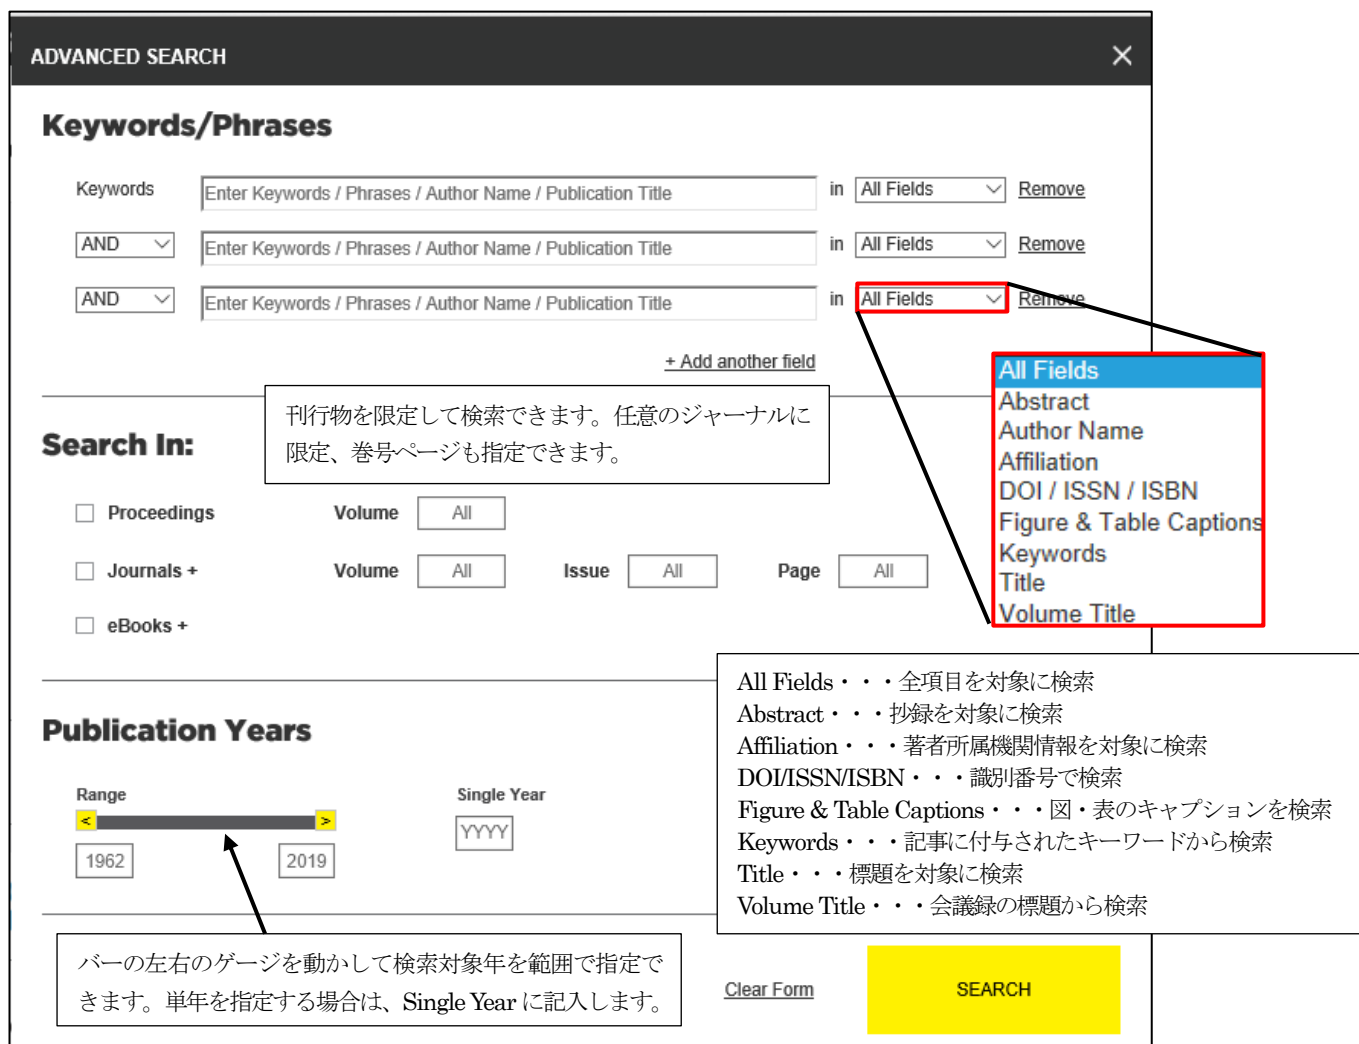 ADVANCED SEARCH
Keywords/Phrases
Keywords Enter Keywords / Phrases / Author Name / Publication Title in All Fields Remove
AND Enter Keywords / Phrases / Author Name / Publication Title in All Fields Remove
AND Enter Keywords / Phrases / Author Name / Publication Title in All Fields Remove
+ Add another field
All Fields
Abstract
Author Name
Affiliation
DOI / ISSN / ISBN
Figure & Table Captions
Keywords
Title
Volume Title
刊行物を限定して検索できます。任意のジャーナルに
限定、巻号ページも指定できます。
Search In:
Proceedings Volume All
Journals + Volume All Issue All Page All
eBooks +
All Fields・・・全項目を対象に検索
Abstract・・・抄録を対象に検索
Affiliation・・・著者所属機関情報を対象に検索
DOI/ISSN/ISBN・・・識別番号で検索
Figure & Table Captions・・・図・表のキャプションを検索
Keywords・・・記事に付与されたキーワードから検索
Title・・・標題を対象に検索
Volume Title・・・会議録の標題から検索
Publication Years
Range Single Year
< >
YYYY
1962 2019
バーの左右のゲージを動かして検索対象年を範囲で指定で
きます。単年を指定する場合は、Single Year に記入します。
Clear Form SEARCH